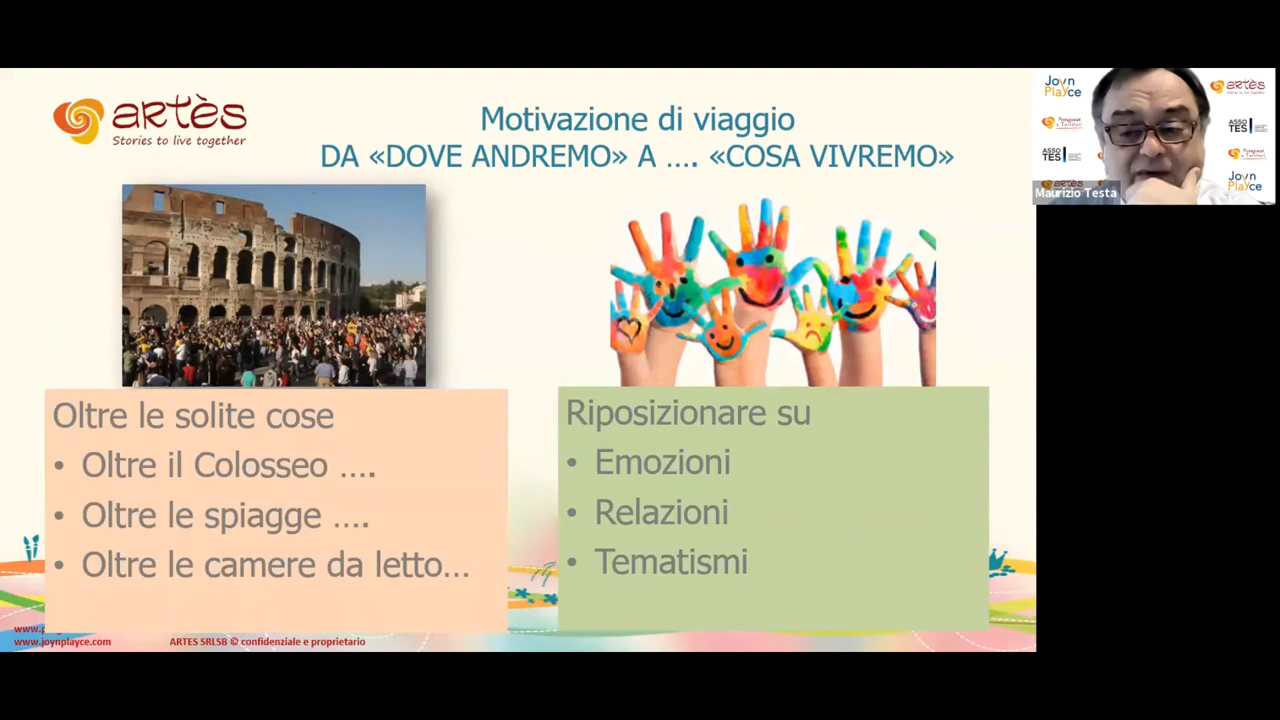 artès
Stories to live together
Motivazione di viaggio
DA «DOVE ANDREMO» A …. «COSA VIVREMO»
Oltre le solite cose
• Oltre il Colosseo ….
• Oltre le spiagge ….
• Oltre le camere da letto…
Riposizionare su
• Emozioni
• Relazioni
• Tematismi
www.joynplayce.com
ARTES SRLSB © confidenziale e proprietario
Joyn
Playce
artès
ASSO
TES
ASSO
TES
Joyn
Playce
Maurizio Testa